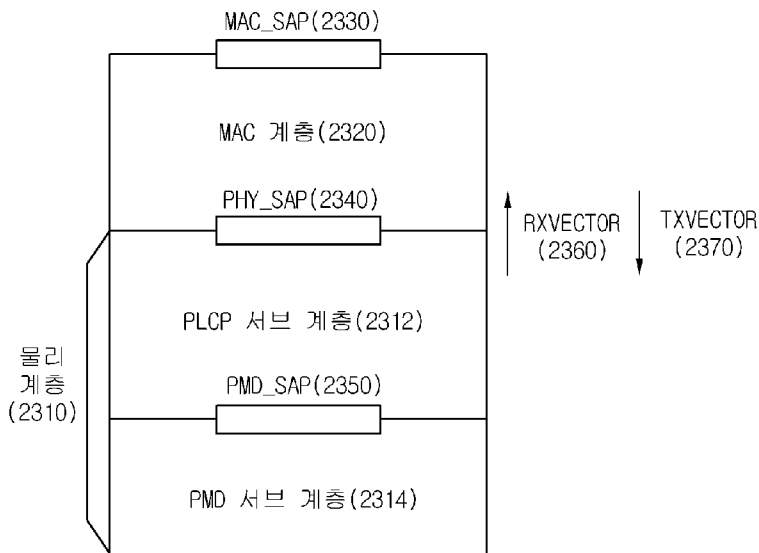 MAC_SAP(2330)
MAC 계층(2320)
PHY_SAP(2340)
RXVECTOR
(2360)
TXVECTOR
(2370)
PLCP 서브 계층(2312)
물리
계층
(2310)
PMD_SAP(2350)
PMD 서브 계층(2314)